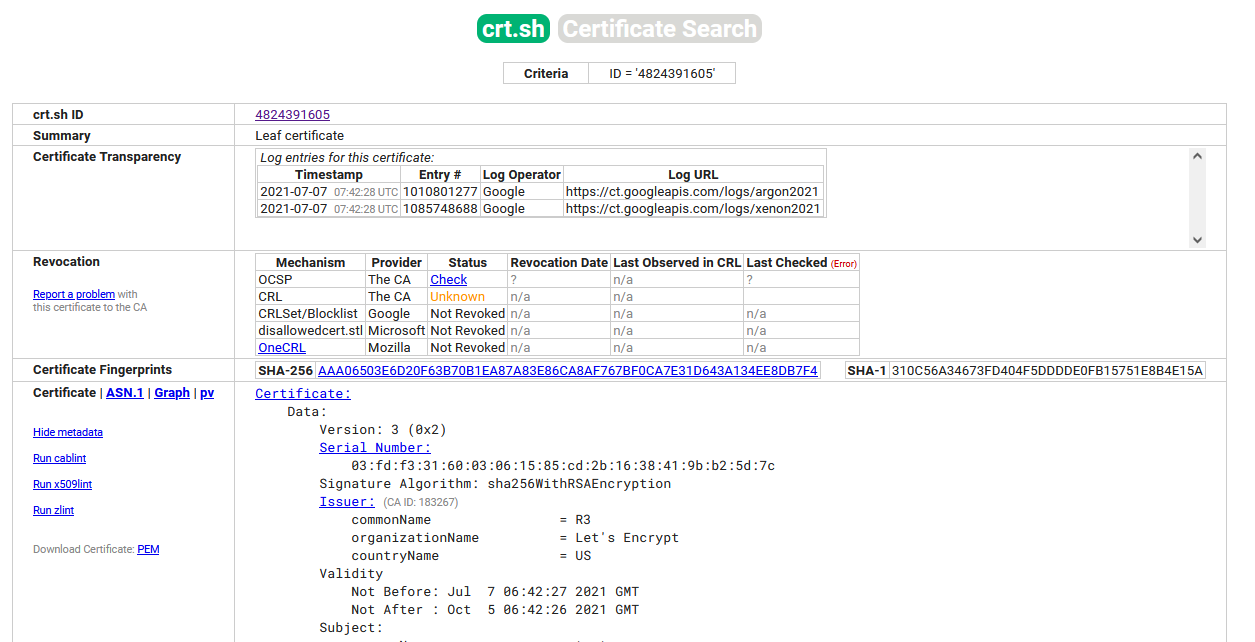 crt.sh Certificate Search
Criteria ID = '4824391605'
crt.sh ID 4824391605
Summary Leaf certificate
Certificate Transparency
Log entries for this certificate:
Timestamp Entry # Log Operator Log URL
2021-07-07 07:42:28 UTC 1010801277 Google https://ct.googleapis.com/logs/argon2021
2021-07-07 07:42:28 UTC 1085748688 Google https://ct.googleapis.com/logs/xenon2021
Revocation
Report a problem with
this certificate to the CA
Mechanism Provider Status Revocation Date Last Observed in CRL Last Checked (Error)
OCSP The CA Check ? n/a ?
CRL The CA Unknown n/a n/a
CRLSet/Blocklist Google Not Revoked n/a n/a n/a
disallowedcert.stl Microsoft Not Revoked n/a n/a n/a
OneCRL Mozilla Not Revoked n/a n/a n/a
Certificate Fingerprints SHA-256 AAA06503E6D20F63B70B1EA87A83E86CA8AF767BF0CA7E31D643A134EE8DB7F4 SHA-1 310C56A34673FD404F5DDDDE0FB15751E8B4E15A
Certificate | ASN.1 | Graph | pv
Hide metadata
Run cablint
Run x509lint
Run zlint
Download Certificate: PEM
Certificate:
Data:
Version: 3 (0x2)
Serial Number:
03:fd:f3:31:60:03:06:15:85:cd:2b:16:38:41:9b:b2:5d:7c
Signature Algorithm: sha256WithRSAEncryption
Issuer: (CA ID: 183267)
commonName = R3
organizationName = Let's Encrypt
countryName = US
Validity
Not Before: Jul  7 06:42:27 2021 GMT
Not After : Oct  5 06:42:26 2021 GMT
Subject: